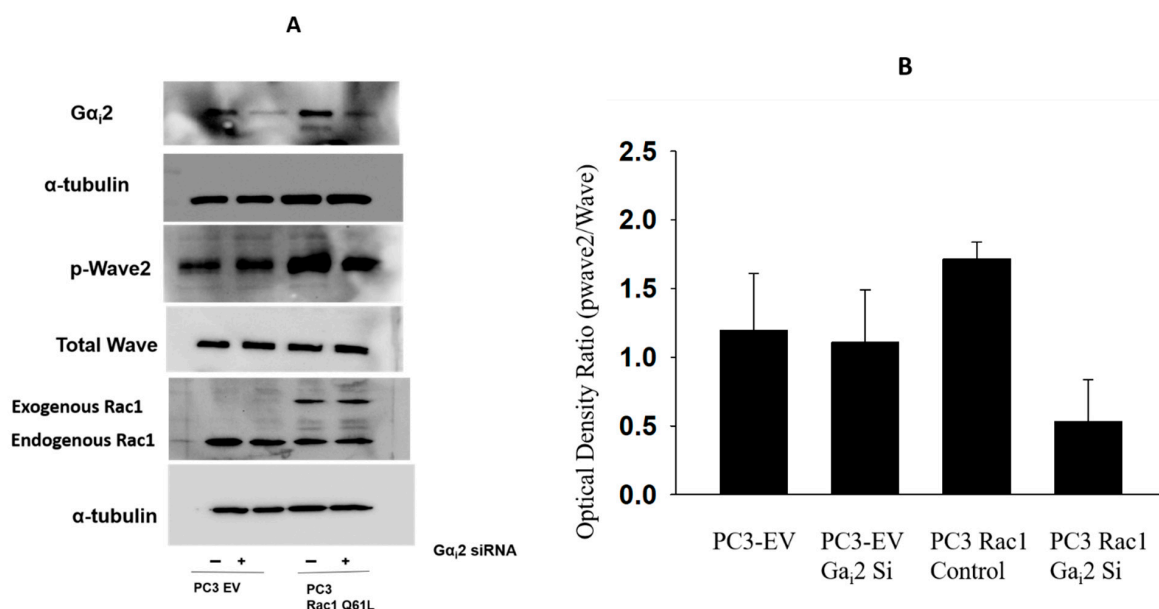 A
Gαi2
α-tubulin
p-Wave2
Total Wave
Exogenous Rac1
Endogenous Rac1
α-tubulin
– + – +
Gαi2 siRNA
PC3 EV
PC3
Rac1 Q61L
B
Optical Density Ratio (pwave2/Wave)
2.5
2.0
1.5
1.0
0.5
0.0
PC3-EV
PC3-EV
Gai2 Si
PC3 Rac1
Control
PC3 Rac1
Gai2 Si